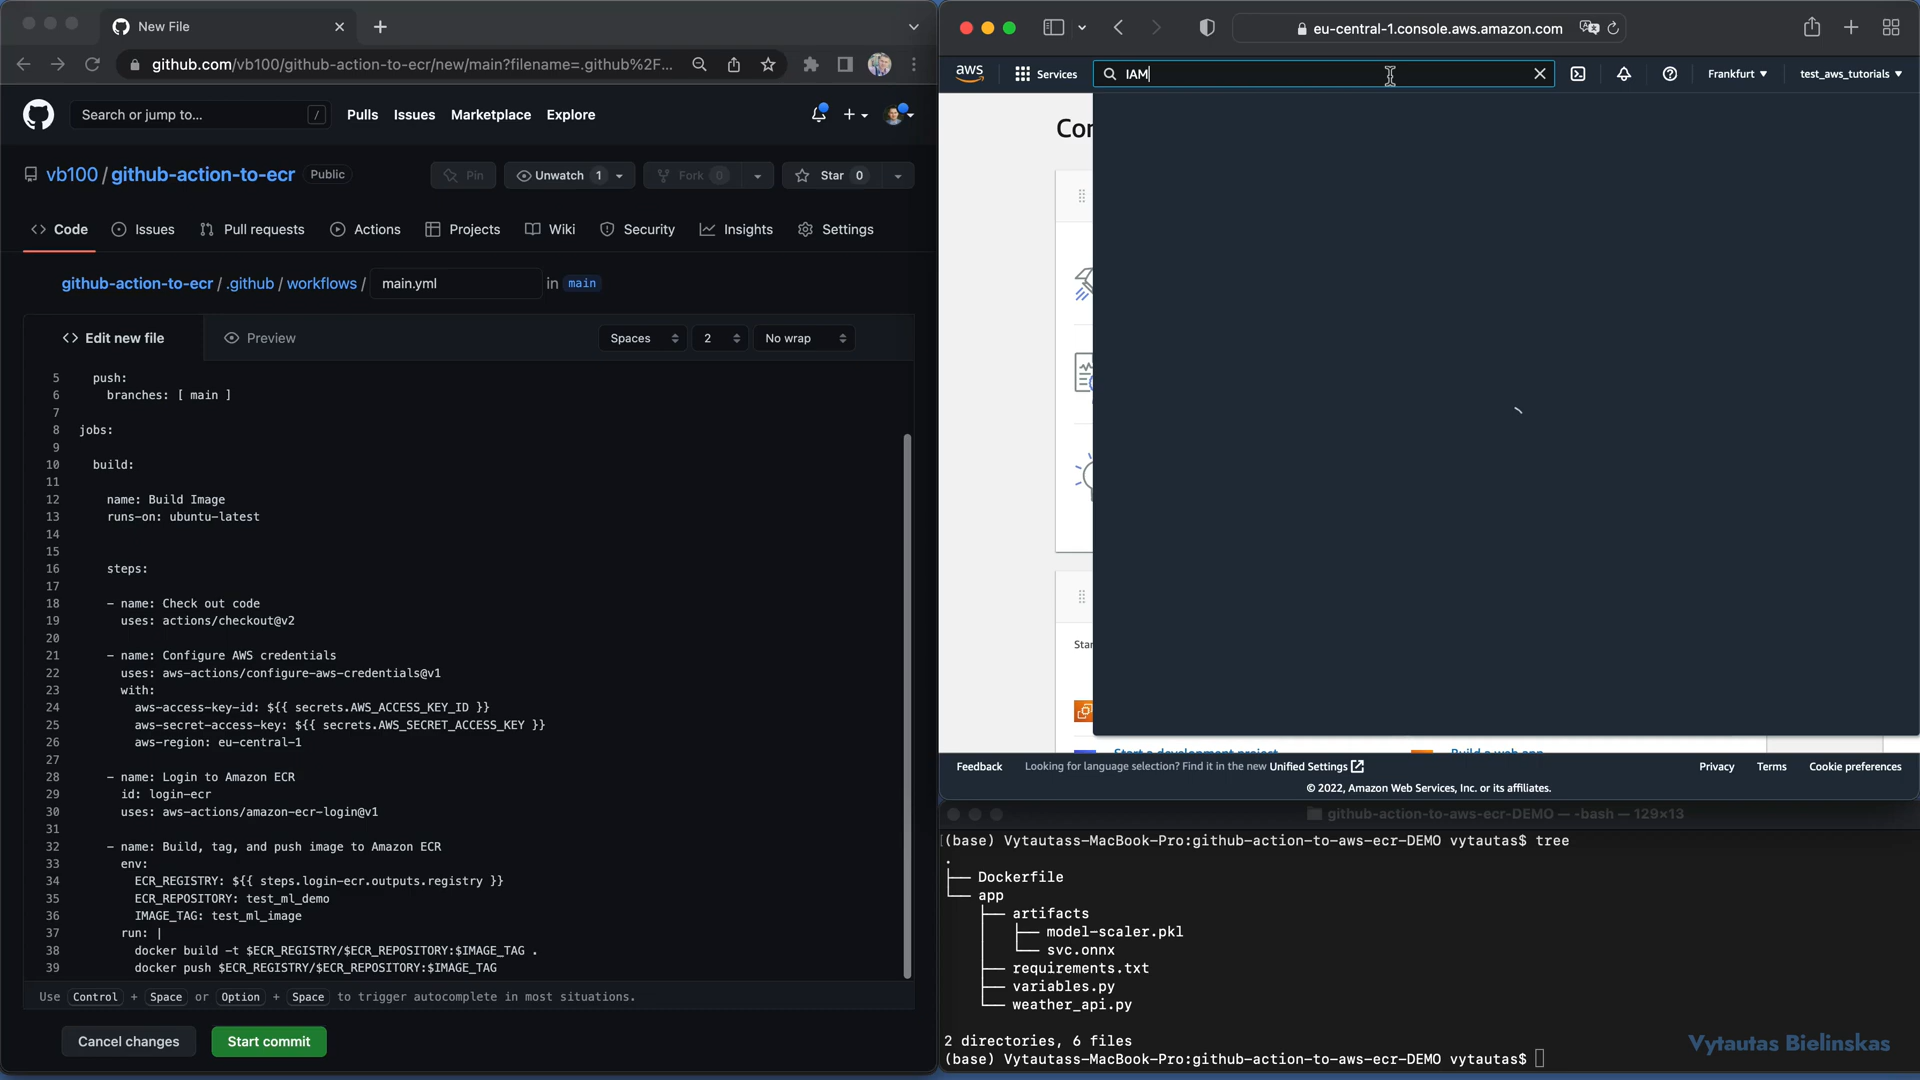 New File
github.com/vb100/github-action-to-ecr/new/main?filename=.github%2F...
Search or jump to... /
Pulls Issues Marketplace Explore
vb100 / github-action-to-ecr Public
Pin Unwatch 1 Fork 0 Star 0
Code Issues Pull requests Actions Projects Wiki Security Insights Settings
github-action-to-ecr / .github / workflows / main.yml in main
Edit new file Preview Spaces 2 No wrap
5 push:
6 branches: [ main ]
7
8 jobs:
9
10 build:
11
12 name: Build Image
13 runs-on: ubuntu-latest
14
15
16 steps:
17
18 - name: Check out code
19 uses: actions/checkout@v2
20
21 - name: Configure AWS credentials
22 uses: aws-actions/configure-aws-credentials@v1
23 with:
24 aws-access-key-id: ${{ secrets.AWS_ACCESS_KEY_ID }}
25 aws-secret-access-key: ${{ secrets.AWS_SECRET_ACCESS_KEY }}
26 aws-region: eu-central-1
27
28 - name: Login to Amazon ECR
29 id: login-ecr
30 uses: aws-actions/amazon-ecr-login@v1
31
32 - name: Build, tag, and push image to Amazon ECR
33 env:
34 ECR_REGISTRY: ${{ steps.login-ecr.outputs.registry }}
35 ECR_REPOSITORY: test_ml_demo
36 IMAGE_TAG: test_ml_image
37 run: |
38 docker build -t $ECR_REGISTRY/$ECR_REPOSITORY:$IMAGE_TAG .
39 docker push $ECR_REGISTRY/$ECR_REPOSITORY:$IMAGE_TAG
Use Control + Space or Option + Space to trigger autocomplete in most situations.
Cancel changes Start commit
eu-central-1.console.aws.amazon.com
aws Services IAM Frankfurt test_aws_tutorials
Con
Star
Start a development project Build a web app
Feedback Looking for language selection? Find it in the new Unified Settings Privacy Terms Cookie preferences
© 2022, Amazon Web Services, Inc. or its affiliates.
github-action-to-aws-ecr-DEMO — -bash — 129×13
(base) Vytautass-MacBook-Pro:github-action-to-aws-ecr-DEMO vytautas$ tree
.
├── Dockerfile
└── app
├── artifacts
│ ├── model-scaler.pkl
│ └── svc.onnx
├── requirements.txt
├── variables.py
└── weather_api.py
2 directories, 6 files
(base) Vytautass-MacBook-Pro:github-action-to-aws-ecr-DEMO vytautas$
Vytautas Bielinskas